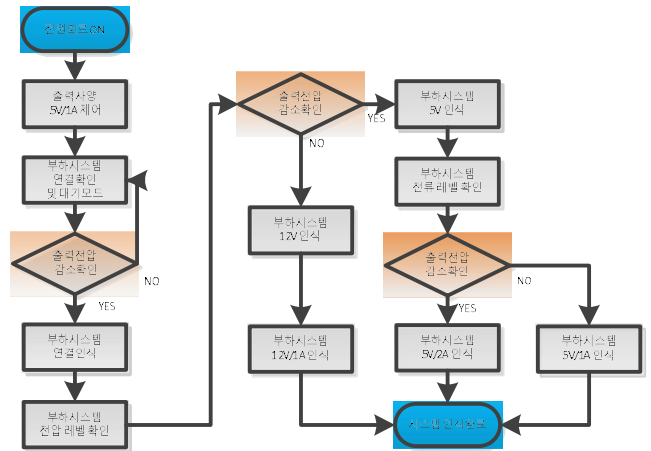 전원회로ON
출력사양
5V/1A 제어
부하시스템
연결확인
및 대기모드
출력전압
감소확인
NO
YES
부하시스템
연결인식
부하시스템
전압 레벨 확인
출력전압
감소확인
YES
NO
부하시스템
12V 인식
부하시스템
12V/1A 인식
부하시스템
5V 인식
부하시스템
전류 레벨 확인
출력전압
감소확인
NO
YES
부하시스템
5V/2A 인식
부하시스템
5V/1A 인식
시스템 인식완료